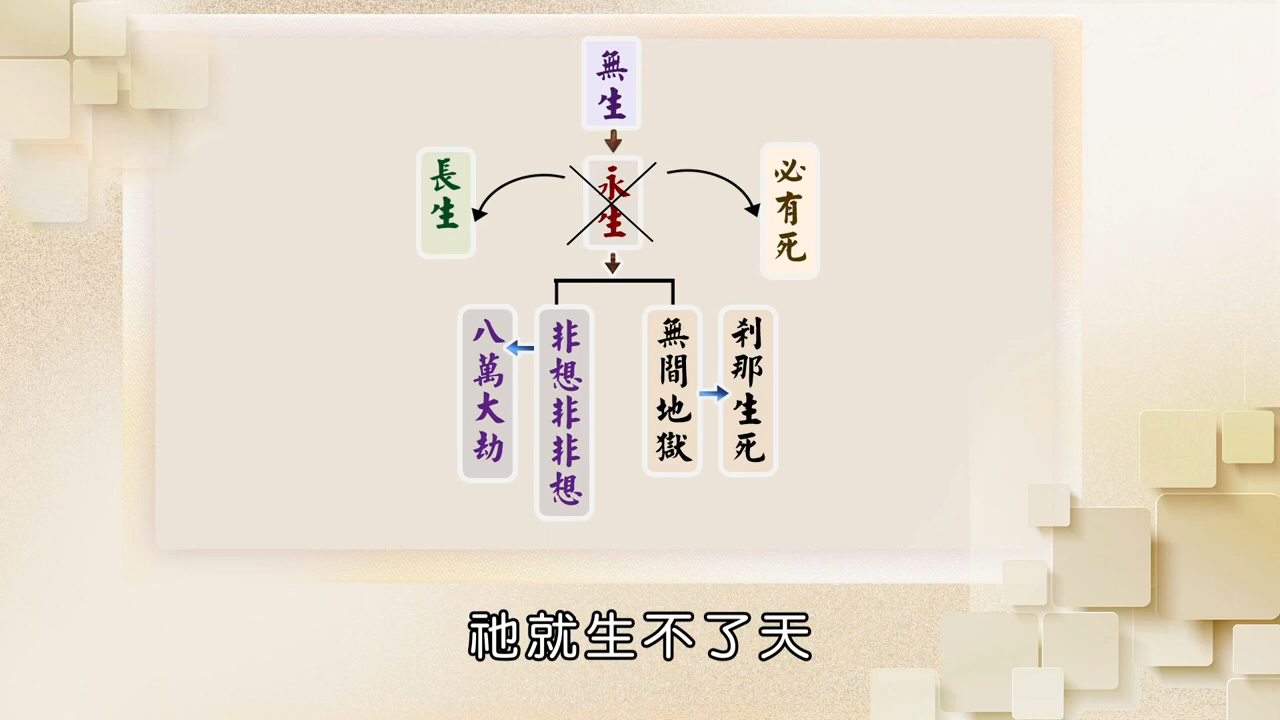 無生
長生
永生
必有死
八萬大劫
非想非非想
無間地獄
刹那生死
祂就生不了天